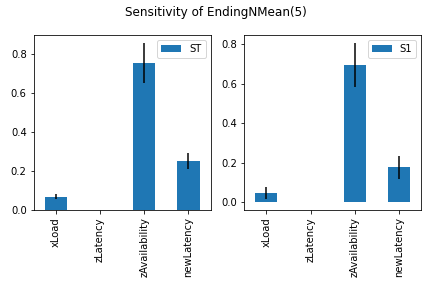 Sensitivity of EndingNMean(5)
ST
0.8
0.6
0.4
0.2
0.0
xLoad
zLatency
zAvailability
newLatency
S1
0.8
0.6
0.4
0.2
0.0
xLoad
zLatency
zAvailability
newLatency